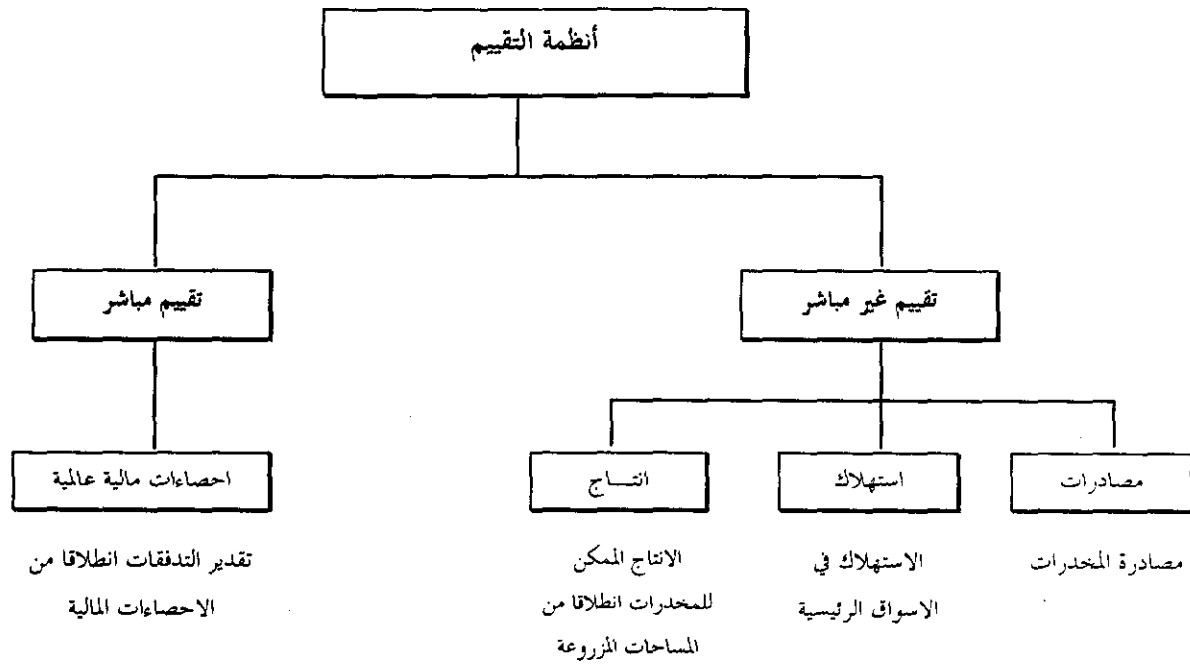 أنظمة التقييم
تقييم غير مباشر
تقييم مباشر
مصادرات
استهلاك
انتـــاج
احصاءات مالية عالمية
مصادرة المخدرات
الاستهلاك في
الاسواق الرئيسية
الانتاج الممكن
للمخدرات انطلاقا من
المساحات المزروعة
تقدير التدفقات انطلاقا من
الاحصاءات المالية